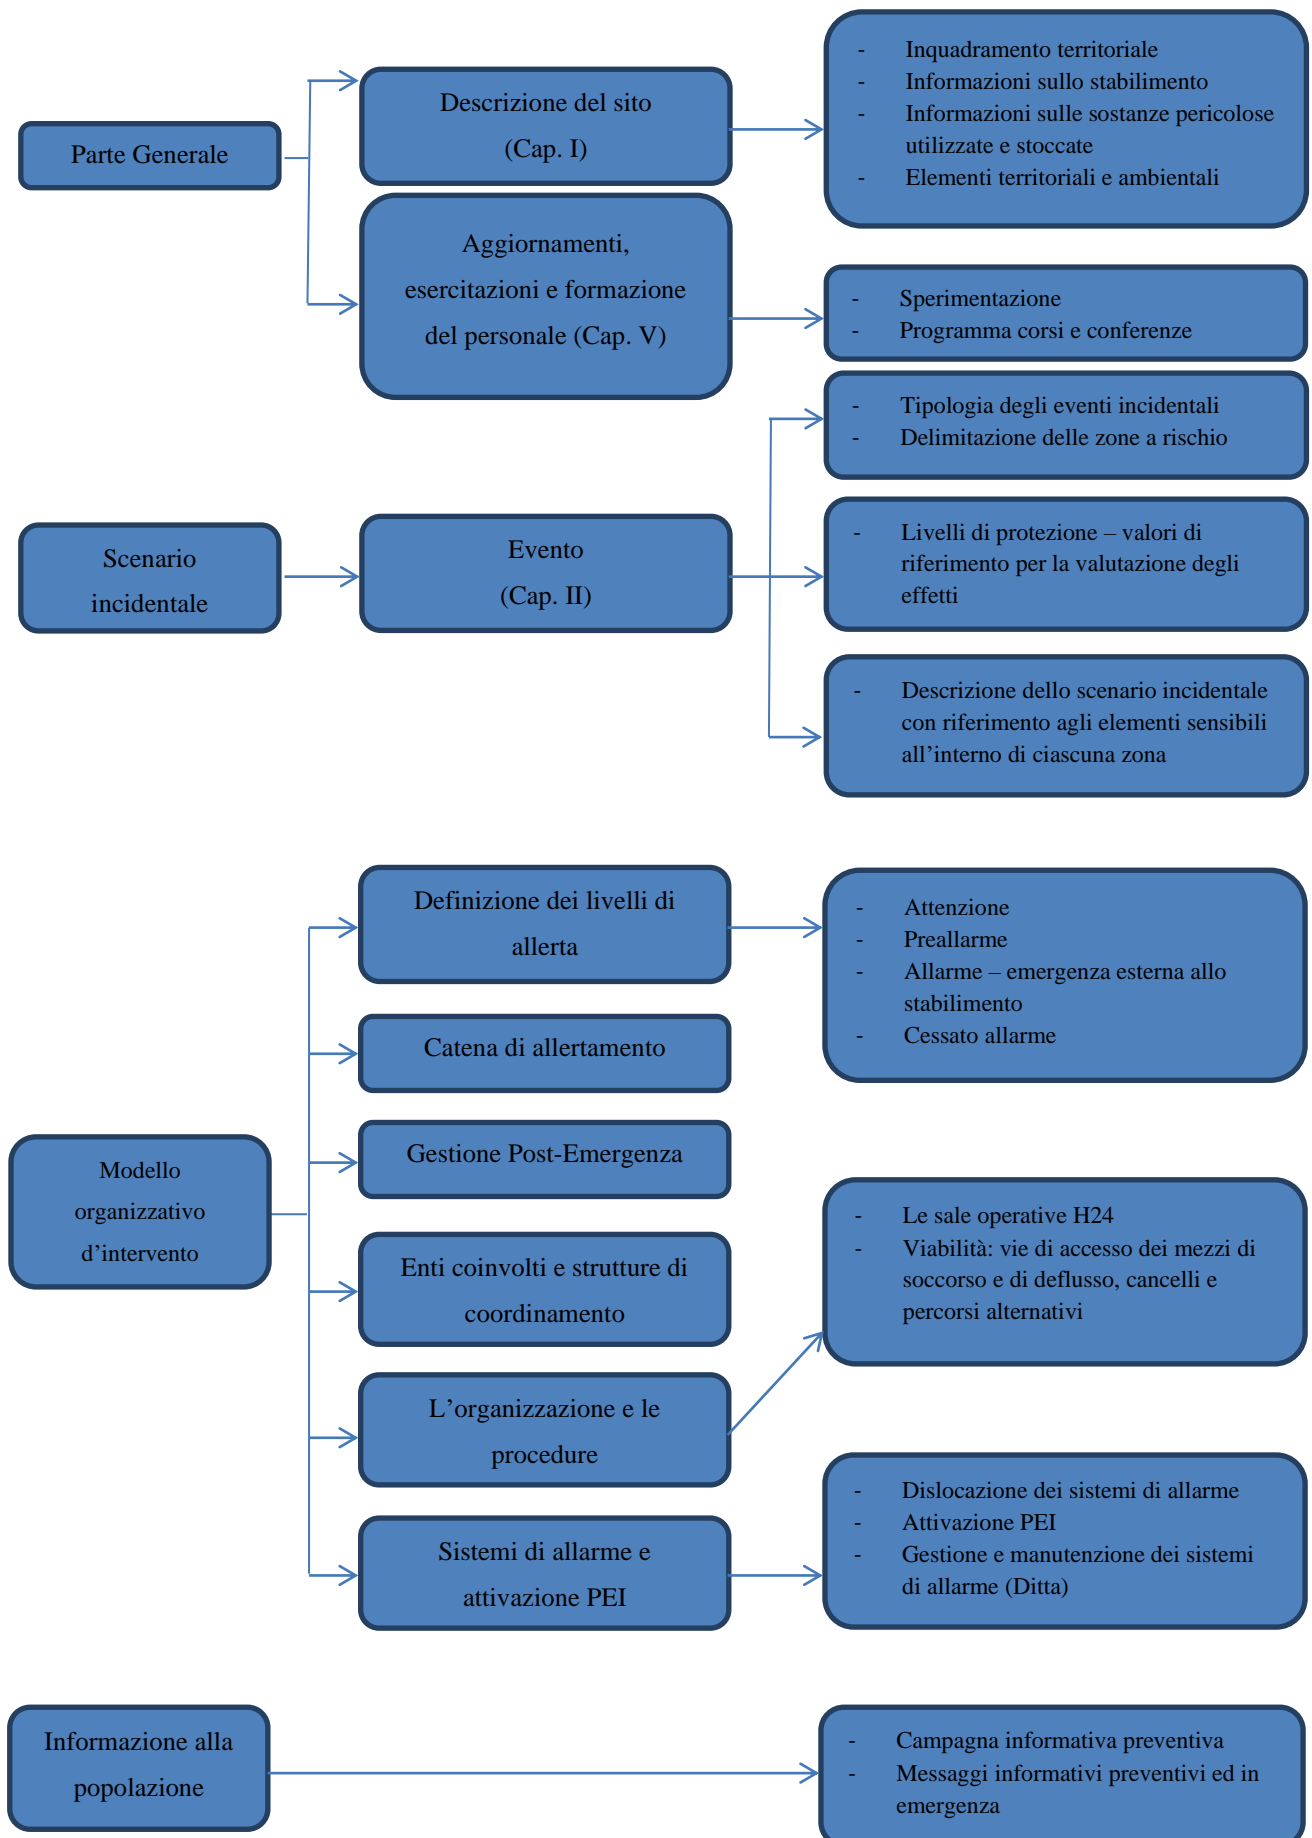 Parte Generale
Descrizione del sito
(Cap. I)
- Inquadramento territoriale
- Informazioni sullo stabilimento
- Informazioni sulle sostanze pericolose
utilizzate e stoccate
- Elementi territoriali e ambientali
Aggiornamenti,
esercitazioni e formazione
del personale (Cap. V)
- Sperimentazione
- Programma corsi e conferenze
Scenario
incidentale
Evento
(Cap. II)
- Tipologia degli eventi incidentali
- Delimitazione delle zone a rischio
- Livelli di protezione – valori di
riferimento per la valutazione degli
effetti
- Descrizione dello scenario incidentale
con riferimento agli elementi sensibili
all’interno di ciascuna zona
Modello
organizzativo
d’intervento
Definizione dei livelli di
allerta
- Attenzione
- Preallarme
- Allarme – emergenza esterna allo
stabilimento
- Cessato allarme
Catena di allertamento
Gestione Post-Emergenza
Enti coinvolti e strutture di
coordinamento
L’organizzazione e le
procedure
- Le sale operative H24
- Viabilità: vie di accesso dei mezzi di
soccorso e di deflusso, cancelli e
percorsi alternativi
Sistemi di allarme e
attivazione PEI
- Dislocazione dei sistemi di allarme
- Attivazione PEI
- Gestione e manutenzione dei sistemi
di allarme (Ditta)
Informazione alla
popolazione
- Campagna informativa preventiva
- Messaggi informativi preventivi ed in
emergenza